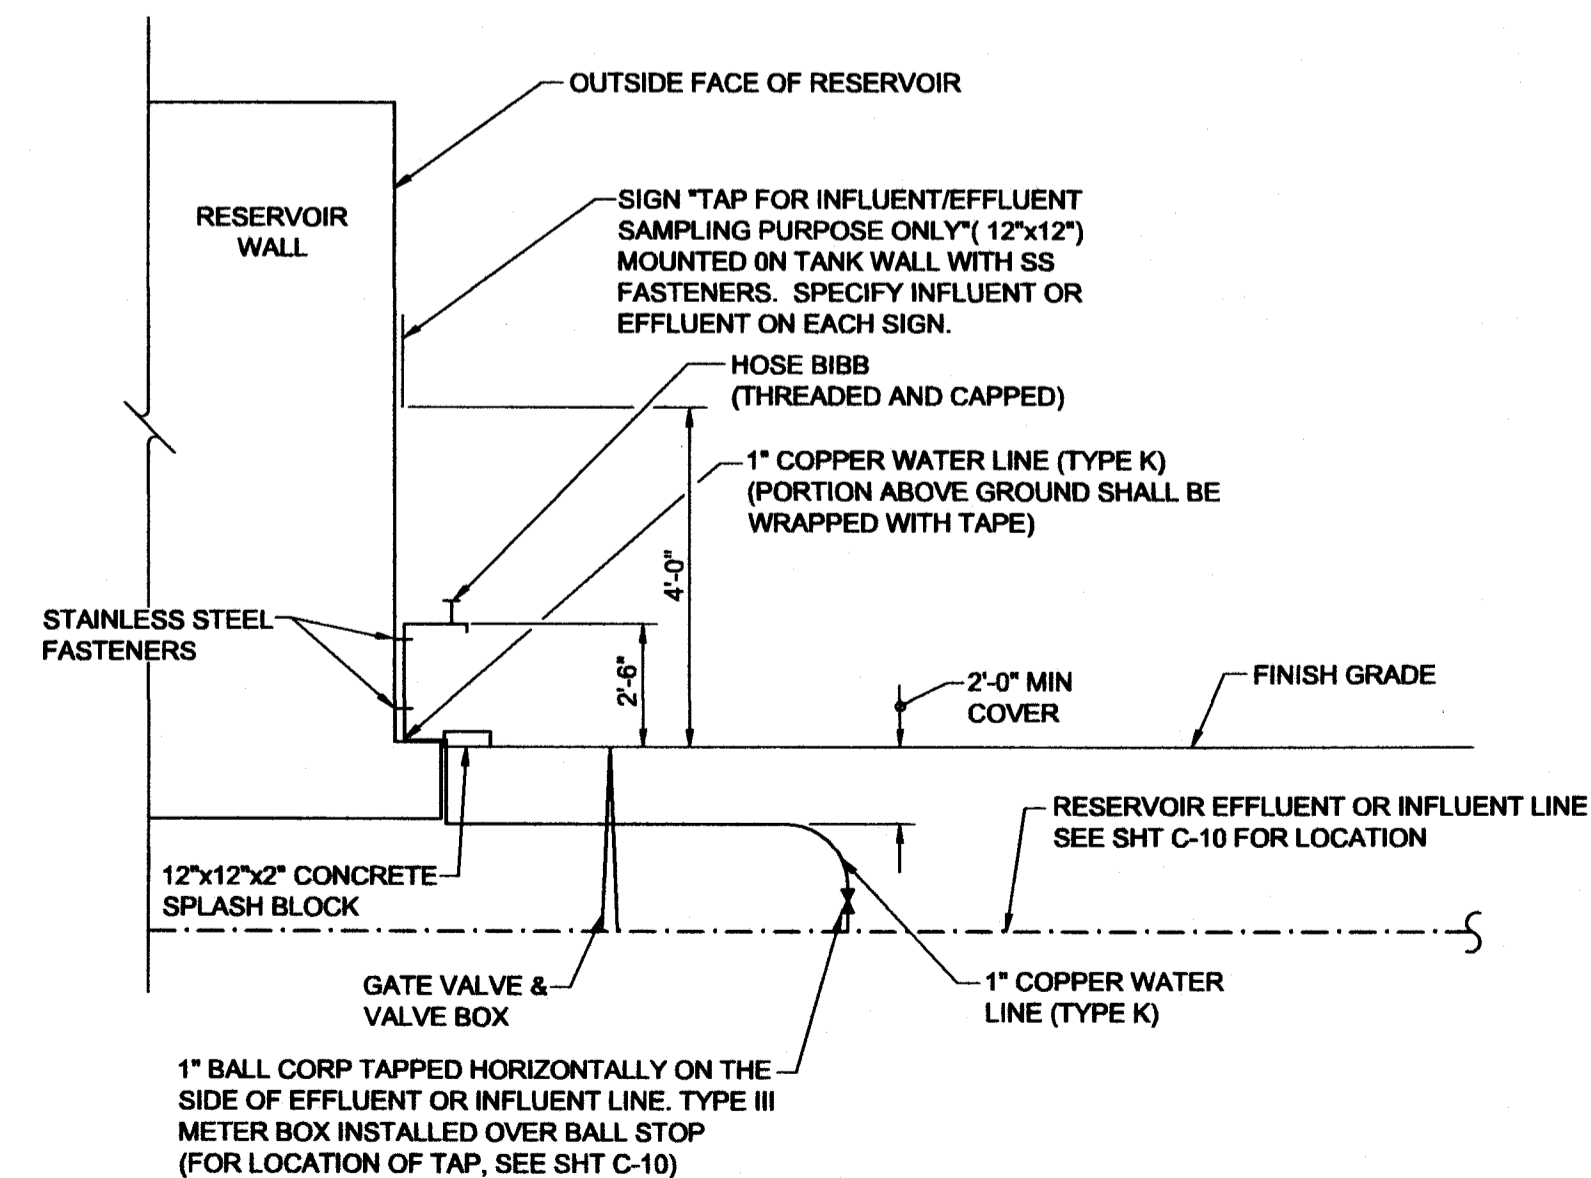 OUTSIDE FACE OF RESERVOIR
RESERVOIR
WALL
SIGN "TAP FOR INFLUENT/EFFLUENT
SAMPLING PURPOSE ONLY"( 12"x12")
MOUNTED 0N TANK WALL WITH SS
FASTENERS. SPECIFY INFLUENT OR
EFFLUENT ON EACH SIGN.
HOSE BIBB
(THREADED AND CAPPED)
1" COPPER WATER LINE (TYPE K)
(PORTION ABOVE GROUND SHALL BE
WRAPPED WITH TAPE)
4'-0"
STAINLESS STEEL
FASTENERS
2'-6"
2'-0" MIN
COVER
FINISH GRADE
RESERVOIR EFFLUENT OR INFLUENT LINE
SEE SHT C-10 FOR LOCATION
12"x12"x2" CONCRETE
SPLASH BLOCK
GATE VALVE &
VALVE BOX
1" COPPER WATER
LINE (TYPE K)
1" BALL CORP TAPPED HORIZONTALLY ON THE
SIDE OF EFFLUENT OR INFLUENT LINE. TYPE III
METER BOX INSTALLED OVER BALL STOP
(FOR LOCATION OF TAP, SEE SHT C-10)